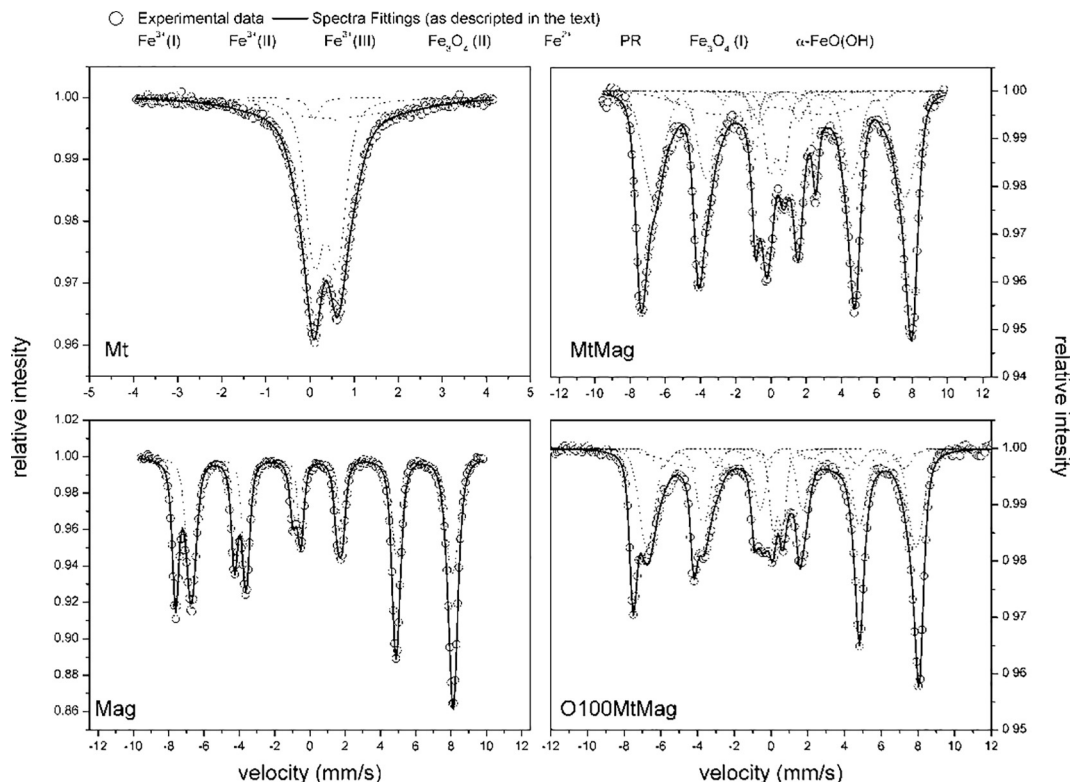 Experimental data Spectra Fittings (as descripted in the text)
Fe³⁺(I) Fe³⁺(II) Fe³⁺(III) Fe₃O₄(II) Fe²⁺ PR Fe₃O₄(I) α-FeO(OH)
1.00
0.99
0.98
0.97
0.96
Mt
-5 -4 -3 -2 -1 0 1 2 3 4 5
1.00
0.99
0.98
0.97
0.96
0.95
0.94
MtMag
-12 -10 -8 -6 -4 -2 0 2 4 6 8 10 12
relative intesity
relative intesity
1.02
1.00
0.98
0.96
0.94
0.92
0.90
0.88
0.86
Mag
-12 -10 -8 -6 -4 -2 0 2 4 6 8 10 12
velocity (mm/s)
1.00
0.99
0.98
0.97
0.96
0.95
O100MtMag
-12 -10 -8 -6 -4 -2 0 2 4 6 8 10 12
velocity (mm/s)